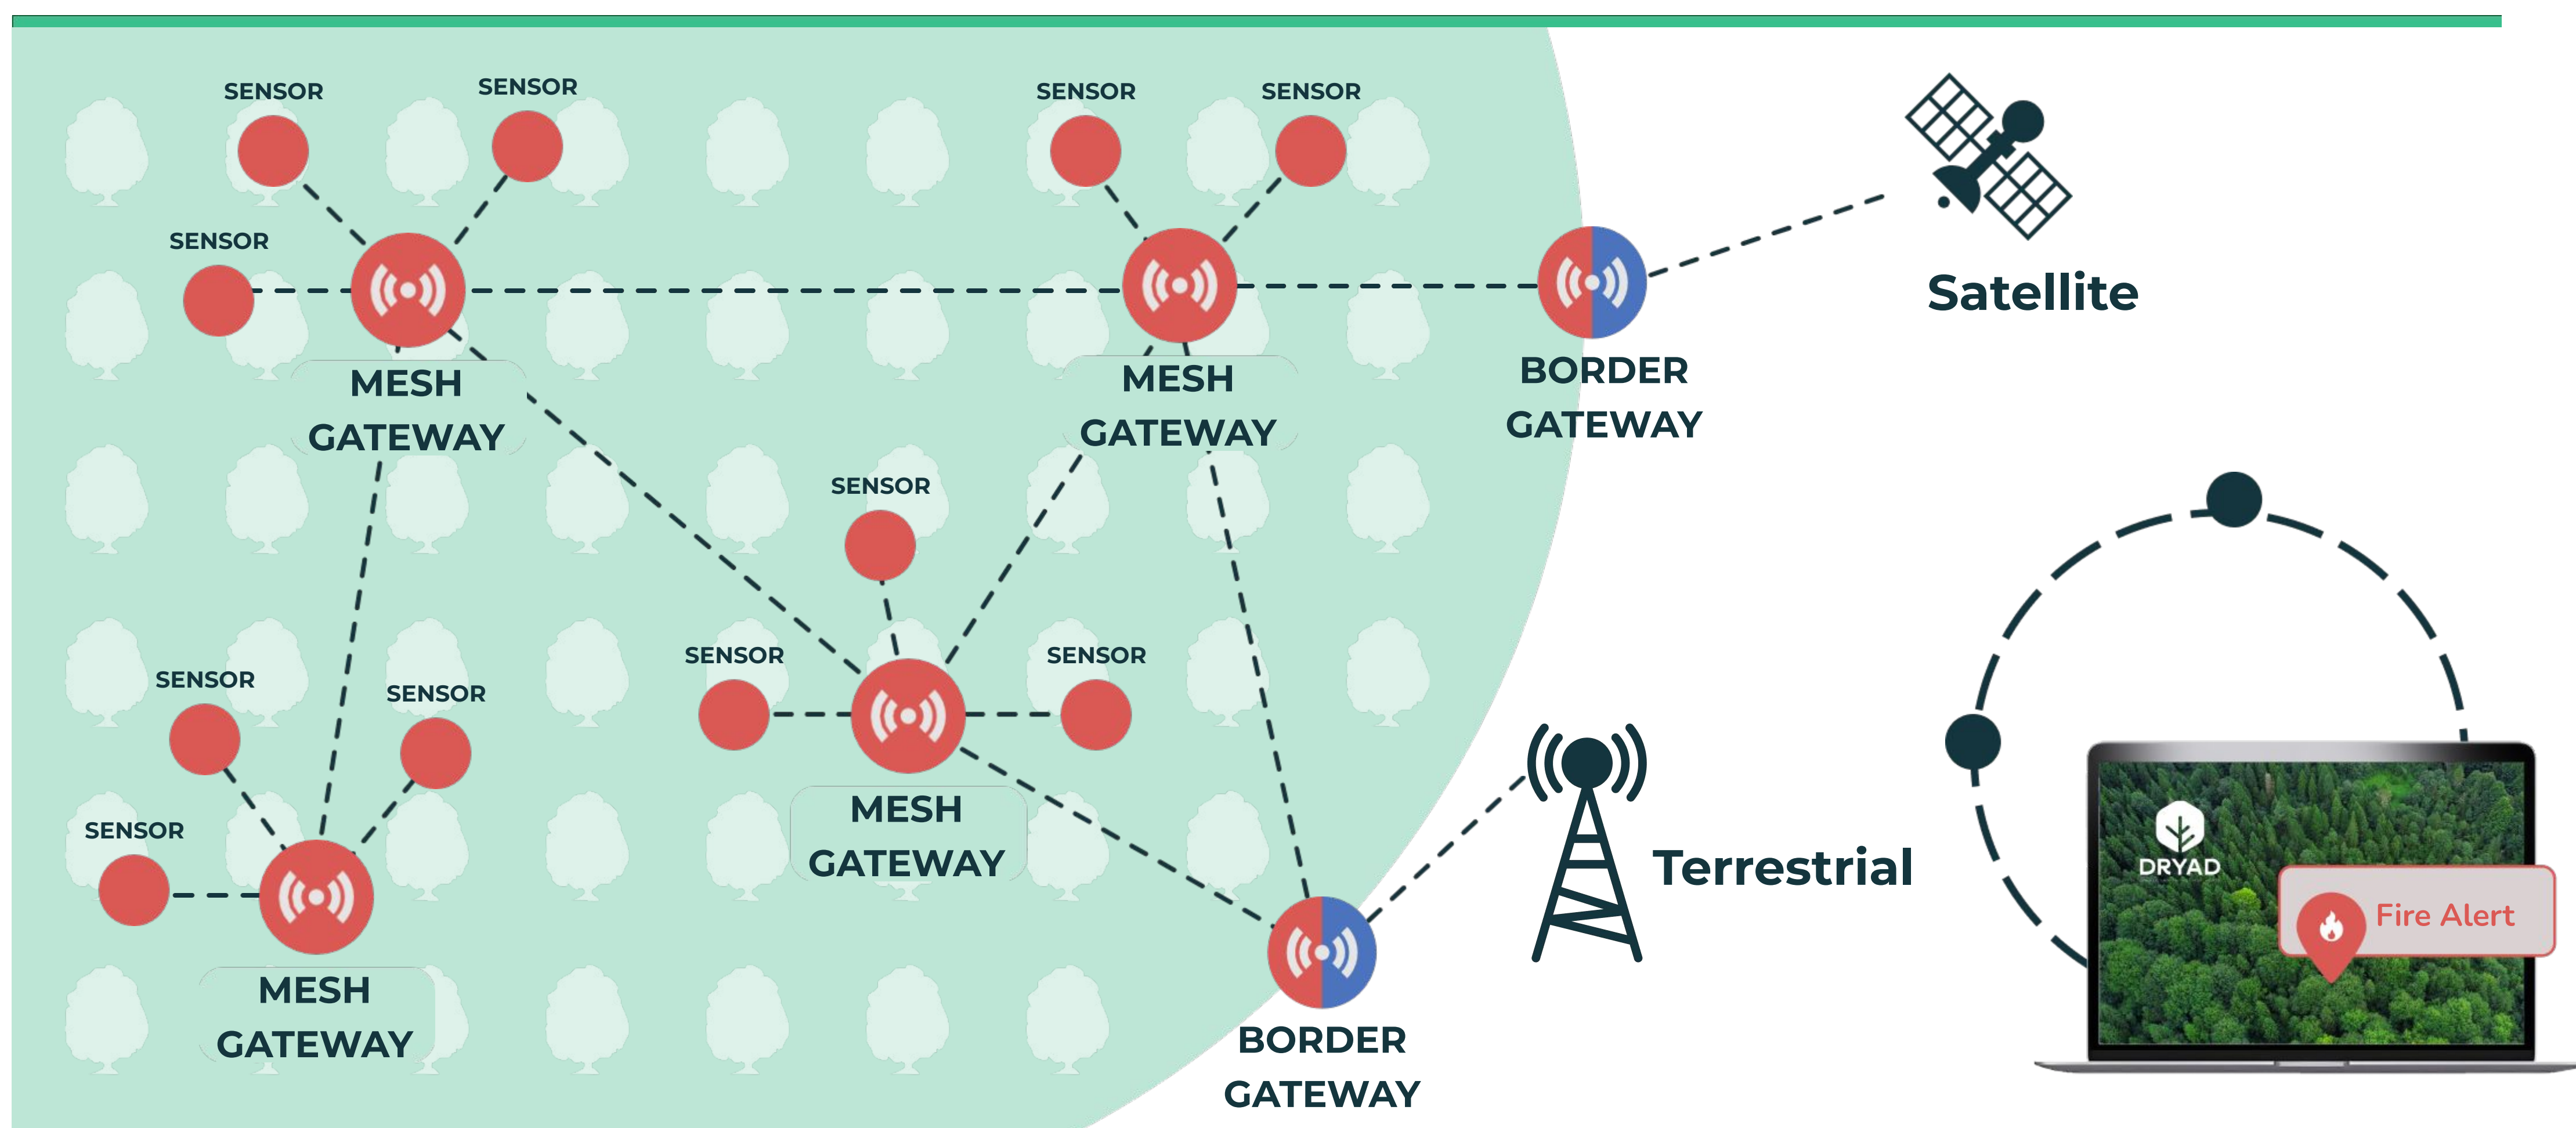 SENSOR
SENSOR
SENSOR
SENSOR
SENSOR
MESH
GATEWAY
MESH
GATEWAY
BORDER
GATEWAY
Satellite
SENSOR
SENSOR
SENSOR
SENSOR
SENSOR
SENSOR
MESH
GATEWAY
MESH
GATEWAY
BORDER
GATEWAY
Terrestrial
DRYAD
Fire Alert